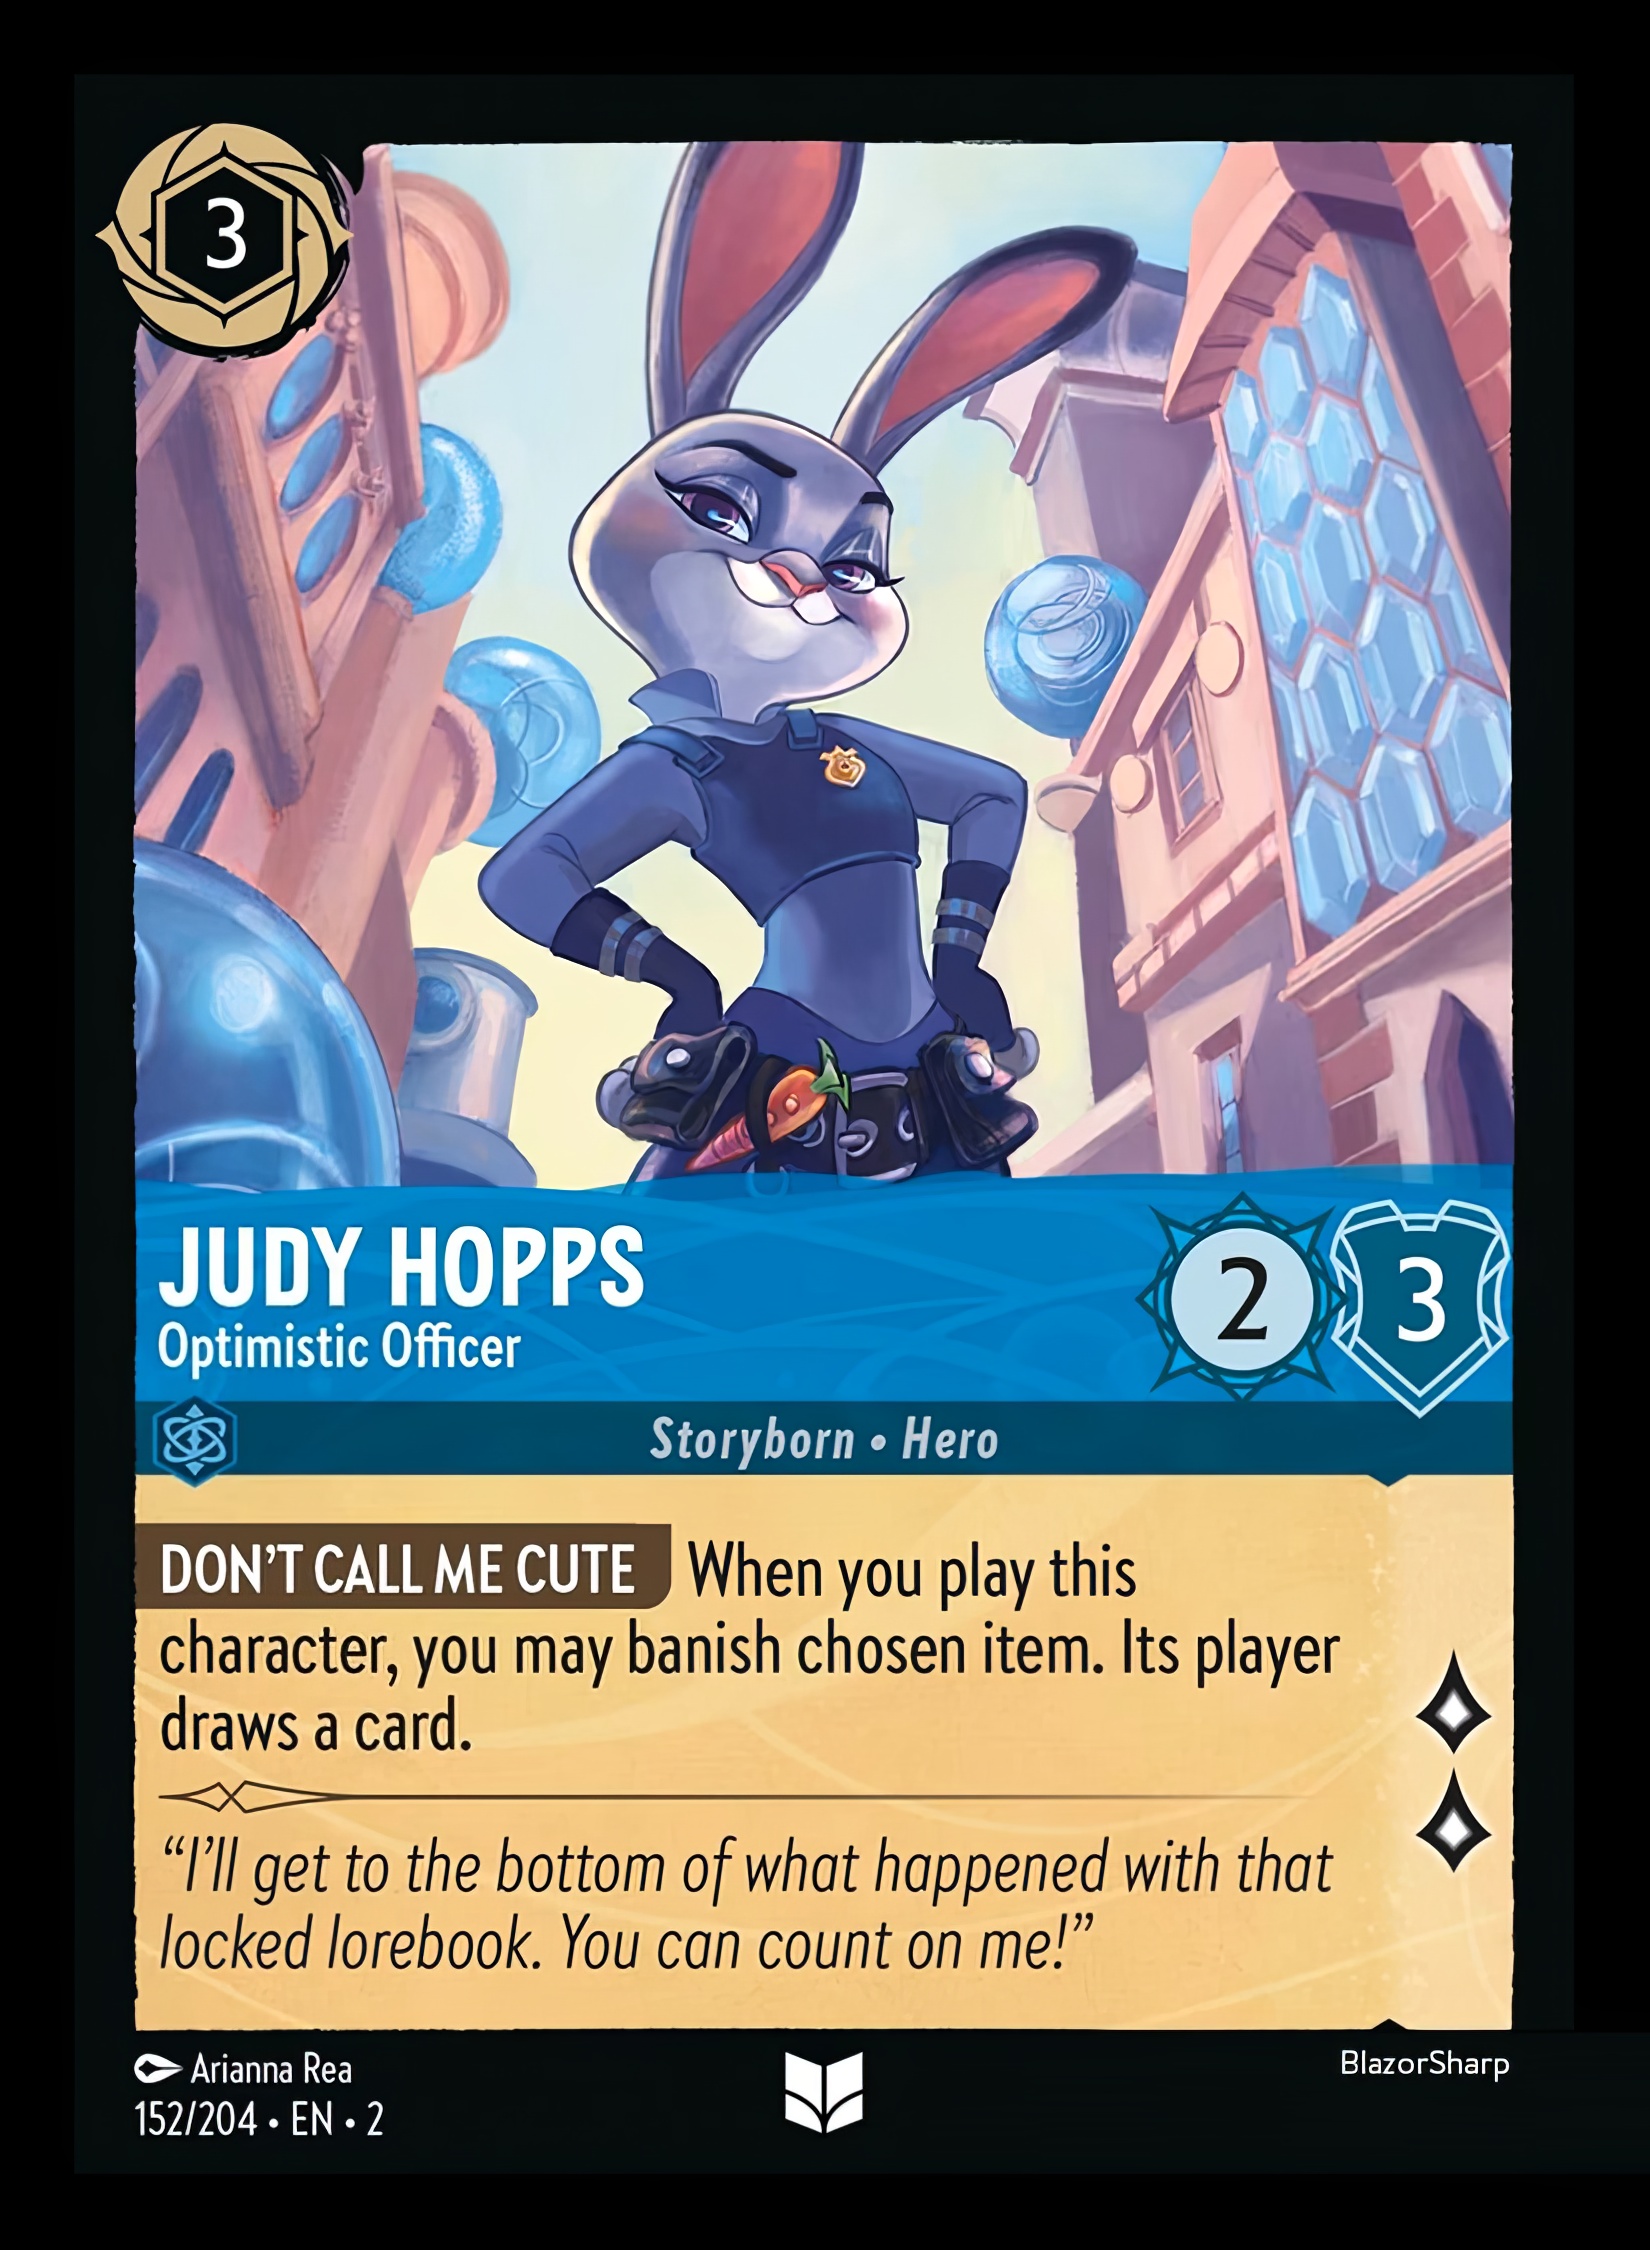 3
JUDY HOPPS
Optimistic Officer
2
3
Storyborn • Hero
DON'T CALL ME CUTE When you play this
character, you may banish chosen item. Its player
draws a card.
“I’ll get to the bottom of what happened with that
locked lorebook. You can count on me!”
Arianna Rea
152/204 • EN • 2
BlazorSharp